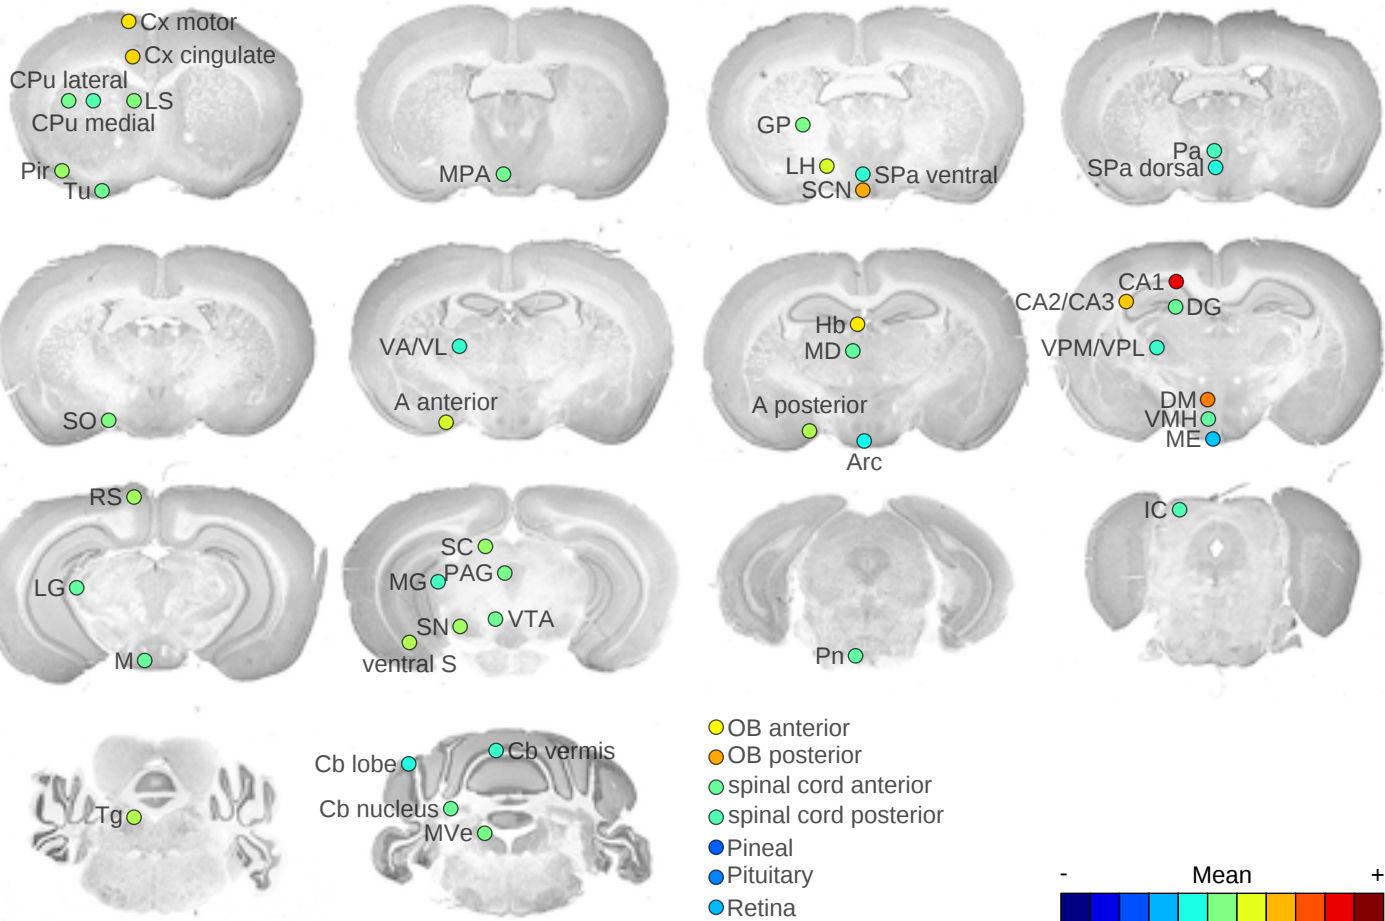 Cx motor
Cx cingulate
CPu lateral
LS
CPu medial
Pir
Tu
MPA
GP
LH
SPa ventral
SCN
Pa
SPa dorsal
SO
VA/VL
A anterior
Hb
MD
A posterior
Arc
CA1
CA2/CA3
DG
VPM/VPL
DM
VMH
ME
RS
LG
M
SC
MG
PAG
SN
VTA
ventral S
Pn
IC
Tg
Cb lobe
Cb vermis
Cb nucleus
MVe
OB anterior
OB posterior
spinal cord anterior
spinal cord posterior
Pineal
Pituitary
Retina
- Mean +